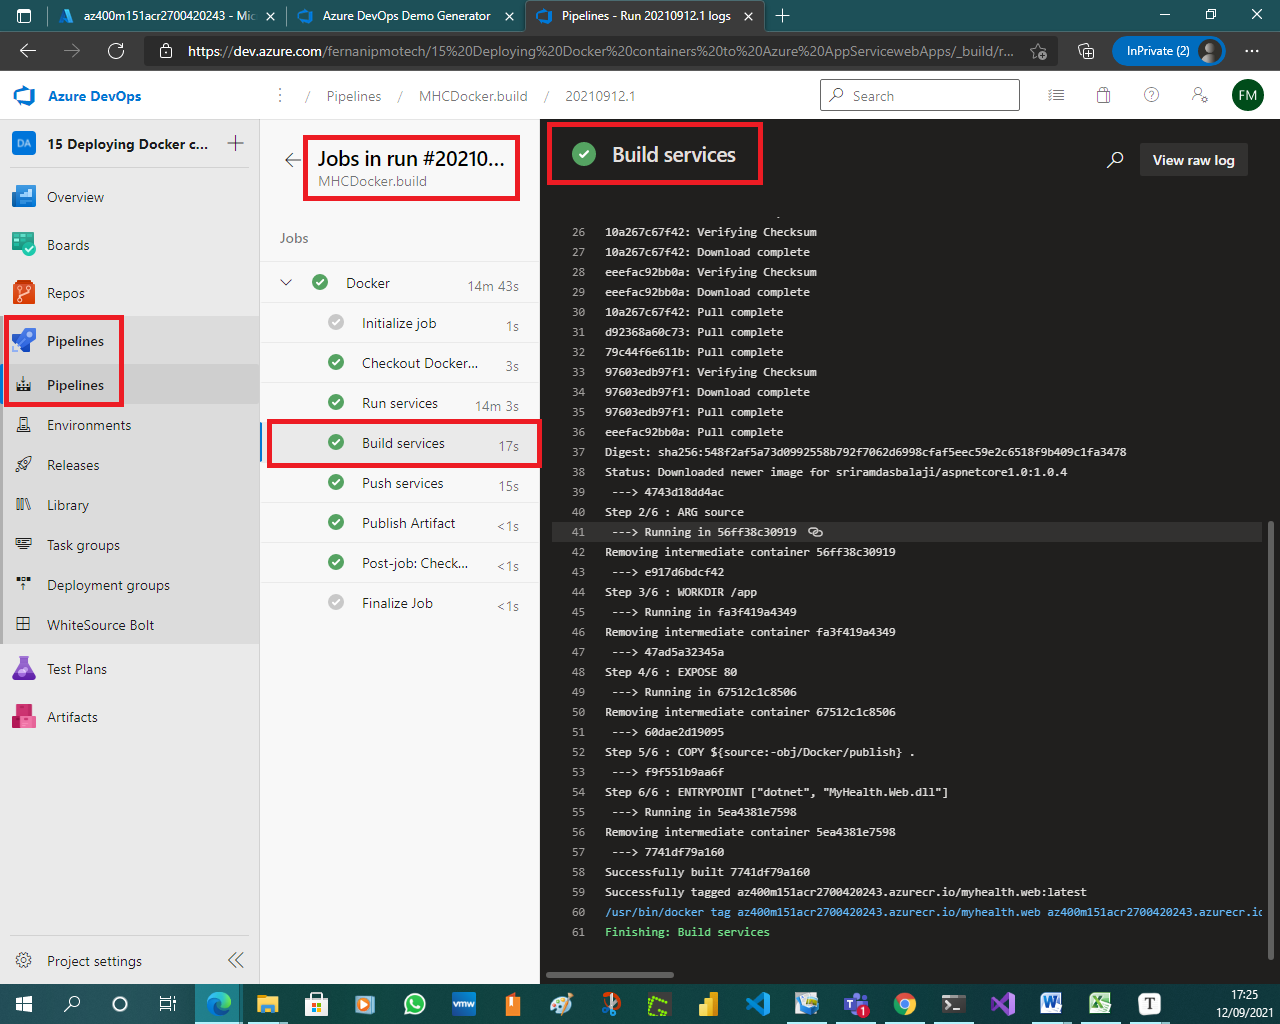 az400m151acr2700420243 - Mic
Azure DevOps Demo Generator
Pipelines - Run 20210912.1 logs
https://dev.azure.com/fernanipmotech/15%20Deploying%20Docker%20containers%20to%20Azure%20AppServicewebApps/_build/r...
InPrivate (2)
Azure DevOps
/ Pipelines / MHCDocker.build / 20210912.1
Search
FM
DA 15 Deploying Docker c...
Overview
Boards
Repos
Pipelines
Pipelines
Environments
Releases
Library
Task groups
Deployment groups
WhiteSource Bolt
Test Plans
Artifacts
Project settings
Jobs in run #20210...
MHCDocker.build
Jobs
Docker 14m 43s
Initialize job 1s
Checkout Docker... 3s
Run services 14m 3s
Build services 17s
Push services 15s
Publish Artifact <1s
Post-job: Check... <1s
Finalize Job <1s
Build services
View raw log
26 10a267c67f42: Verifying Checksum
27 10a267c67f42: Download complete
28 eeefac92bb0a: Verifying Checksum
29 eeefac92bb0a: Download complete
30 10a267c67f42: Pull complete
31 d92368a60c73: Pull complete
32 79c44f6e611b: Pull complete
33 97603edb97f1: Verifying Checksum
34 97603edb97f1: Download complete
35 97603edb97f1: Pull complete
36 eeefac92bb0a: Pull complete
37 Digest: sha256:548f2af5a73d0992558b792f7062d6998cfaf5eec59e2c6518f9b409c1fa3478
38 Status: Downloaded newer image for sriramdasbalaji/aspnetcore1.0:1.0.4
39 ---> 4743d18dd4ac
40 Step 2/6 : ARG source
41 ---> Running in 56ff38c30919
42 Removing intermediate container 56ff38c30919
43 ---> e917d6bdcf42
44 Step 3/6 : WORKDIR /app
45 ---> Running in fa3f419a4349
46 Removing intermediate container fa3f419a4349
47 ---> 47ad5a32345a
48 Step 4/6 : EXPOSE 80
49 ---> Running in 67512c1c8506
50 Removing intermediate container 67512c1c8506
51 ---> 60dae2d19095
52 Step 5/6 : COPY ${source:-obj/Docker/publish} .
53 ---> f9f551b9aa6f
54 Step 6/6 : ENTRYPOINT ["dotnet", "MyHealth.Web.dll"]
55 ---> Running in 5ea4381e7598
56 Removing intermediate container 5ea4381e7598
57 ---> 7741df79a160
58 Successfully built 7741df79a160
59 Successfully tagged az400m151acr2700420243.azurecr.io/myhealth.web:latest
60 /usr/bin/docker tag az400m151acr2700420243.azurecr.io/myhealth.web az400m151acr2700420243.azurecr.io
61 Finishing: Build services
vmw
1
T
17:25
12/09/2021